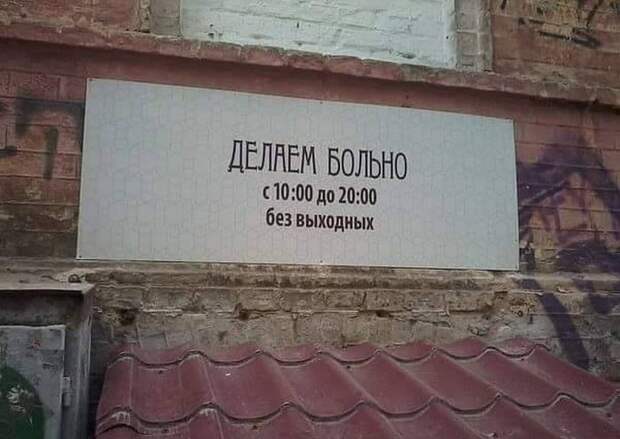 ДЕЛАЕМ БОЛЬНО
с 10:00 до 20:00
без выходных